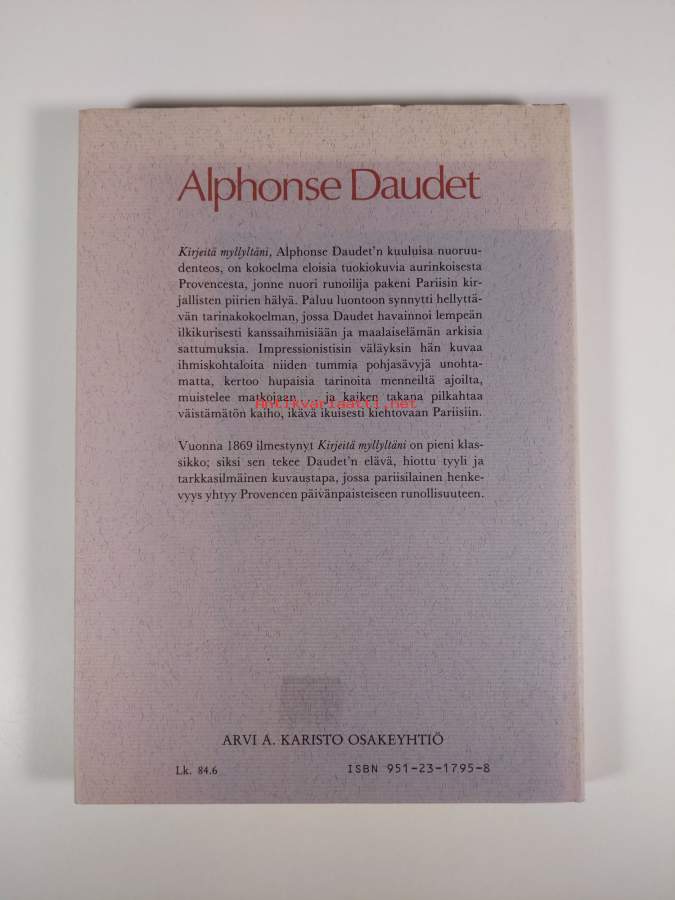 Alphonse Daudet
Kirjeitä myllyltäni, Alphonse Daudet'n kuuluisa nuoruu-
denteos, on kokoelma eloisia tuokiokuvia aurinkoisesta
Provencesta, jonne nuori runoilija pakeni Pariisin kir-
jallisten piirien hälyä. Paluu luontoon synnytti hellyttä-
vän tarinakokoelman, jossa Daudet havainnoi lempeän
ilkikurisesti kanssaihmisiään ja maalaiselämän arkisia
sattumuksia. Impressionistisin väläyksin hän kuvaa
ihmiskohtaloita niiden tummia pohjasävyjä unohta-
matta, kertoo hupaisia tarinoita menneiltä ajoilta,
muistelee matkojaan ... ja kaiken takana pilkahtaa
Antikvariaatti.net
väistämätön kaiho, ikävä ikuisesti kiehtovaan Pariisiin.
Vuonna 1869 ilmestynyt Kirjeitä myllyltäni on pieni klas-
sikko; siksi sen tekee Daudet'n elävä, hiottu tyyli ja
tarkkasilmäinen kuvaustapa, jossa pariisilainen henke-
vyys yhtyy Provencen päivänpaisteiseen runollisuuteen.
ARVI A. KARISTO OSAKEYHTIÖ
Lk. 84.6 ISBN 951-23-1795-8